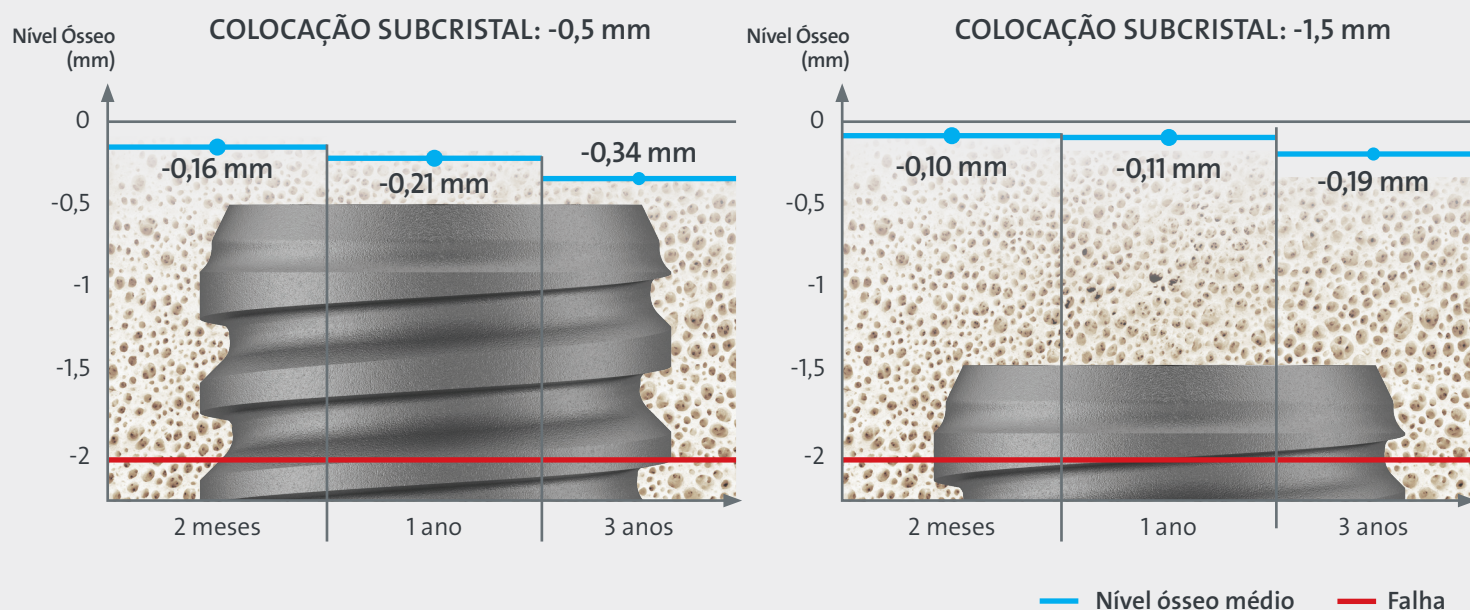 COLOCAÇÃO SUBCRISTAL: -0,5 mm
Nível Ósseo
(mm)
0
-0,5
-1
-1,5
-2
-0,16 mm
-0,21 mm
-0,34 mm
2 meses
1 ano
3 anos
COLOCAÇÃO SUBCRISTAL: -1,5 mm
Nível Ósseo
(mm)
0
-0,5
-1
-1,5
-2
-0,10 mm
-0,11 mm
-0,19 mm
2 meses
1 ano
3 anos
Nível ósseo médio
Falha